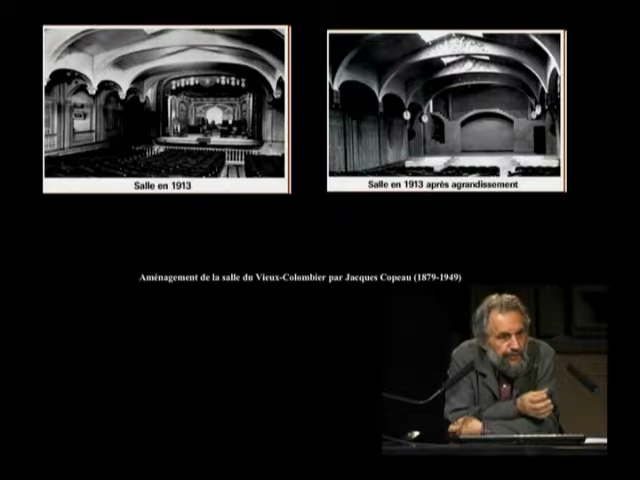 Salle en 1913
Salle en 1913 après agrandissement
Aménagement de la salle du Vieux-Colombier par Jacques Copeau (1879-1949)